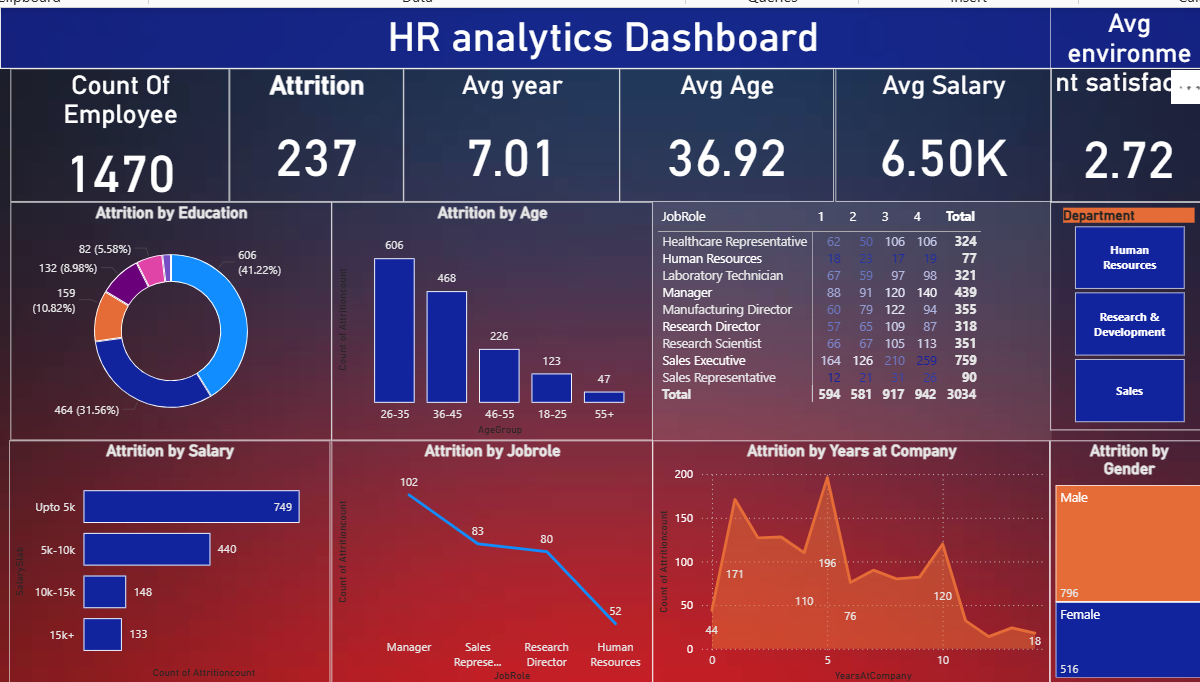 Data
Queries
Insert
HR analytics Dashboard
Avg
environme
nt satisfac
...
Count Of
Employee
1470
Attrition
237
Avg year
7.01
Avg Age
36.92
Avg Salary
6.50K
2.72
Attrition by Education
82 (5.58%)
132 (8.98%)
159
(10.82%)
464 (31.56%)
606
(41.22%)
Attrition by Age
Count of Attritioncount
606
468
226
123
47
26-35 36-45 46-55 18-25 55+
AgeGroup
JobRole 1 2 3 4 Total
Healthcare Representative 62 50 106 106 324
Human Resources 18 23 17 19 77
Laboratory Technician 67 59 97 98 321
Manager 88 91 120 140 439
Manufacturing Director 60 79 122 94 355
Research Director 57 65 109 87 318
Research Scientist 66 67 105 113 351
Sales Executive 164 126 210 259 759
Sales Representative 12 21 26 90
Total 594 581 917 942 3034
Department
Human
Resources
Research &
Development
Sales
Attrition by Salary
SalarySlab
Upto 5k 749
5k-10k 440
10k-15k 148
15k+ 133
Count of Attritioncount
Attrition by Jobrole
Count of Attritioncount
102
83
80
52
Manager
Sales
Represe...
Research
Director
Human
Resources
JobRole
Attrition by Years at Company
Count of Attritioncount
200
150
100
50
0
44
171
110
196
76
120
18
0 5 10
YearsAtCompany
Attrition by
Gender
Male
796
Female
516